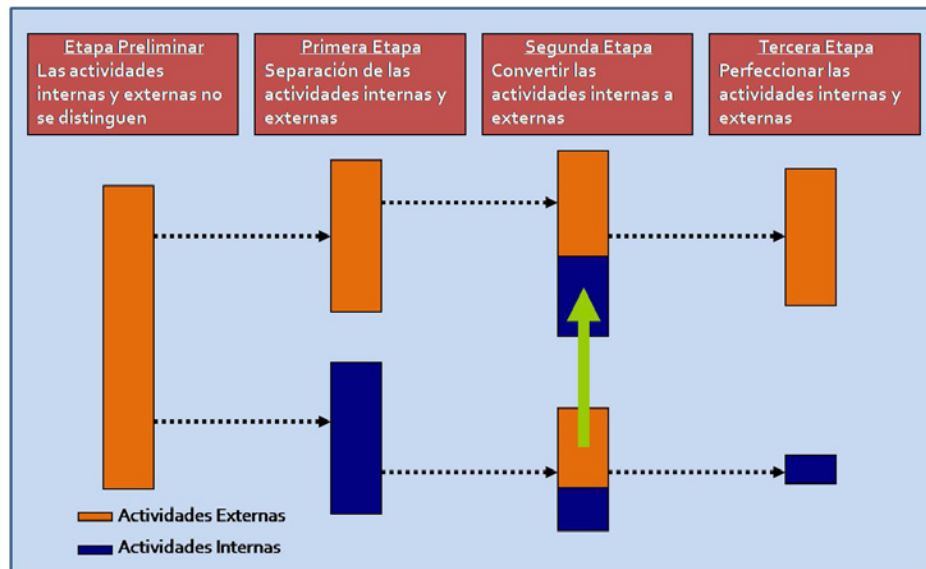 Etapa Preliminar
Las actividades
internas y externas no
se distinguen
Primera Etapa
Separación de las
actividades internas y
externas
Segunda Etapa
Convertir las
actividades internas a
externas
Tercera Etapa
Perfeccionar las
actividades internas y
externas
Actividades Externas
Actividades Internas